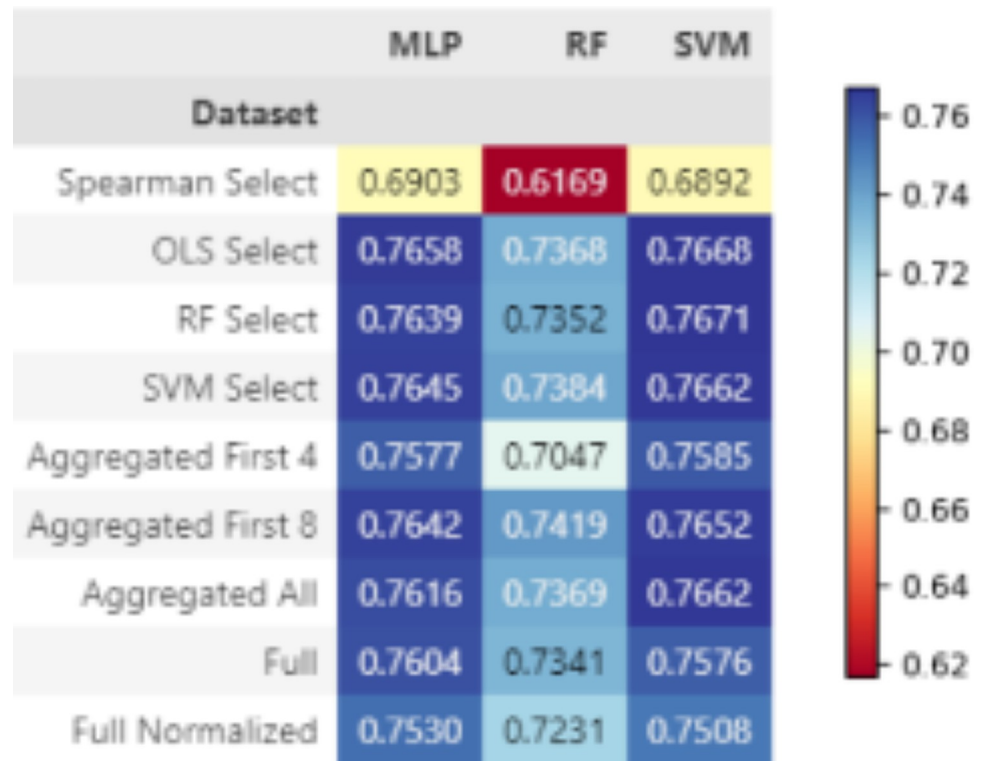 MLP RF SVM
Dataset
Spearman Select 0.6903 0.6169 0.6892
OLS Select 0.7658 0.7368 0.7668
RF Select 0.7639 0.7352 0.7671
SVM Select 0.7645 0.7384 0.7662
Aggregated First 4 0.7577 0.7047 0.7585
Aggregated First 8 0.7642 0.7419 0.7652
Aggregated All 0.7616 0.7369 0.7662
Full 0.7604 0.7341 0.7576
Full Normalized 0.7530 0.7231 0.7508
0.76
0.74
0.72
0.70
0.68
0.66
0.64
0.62